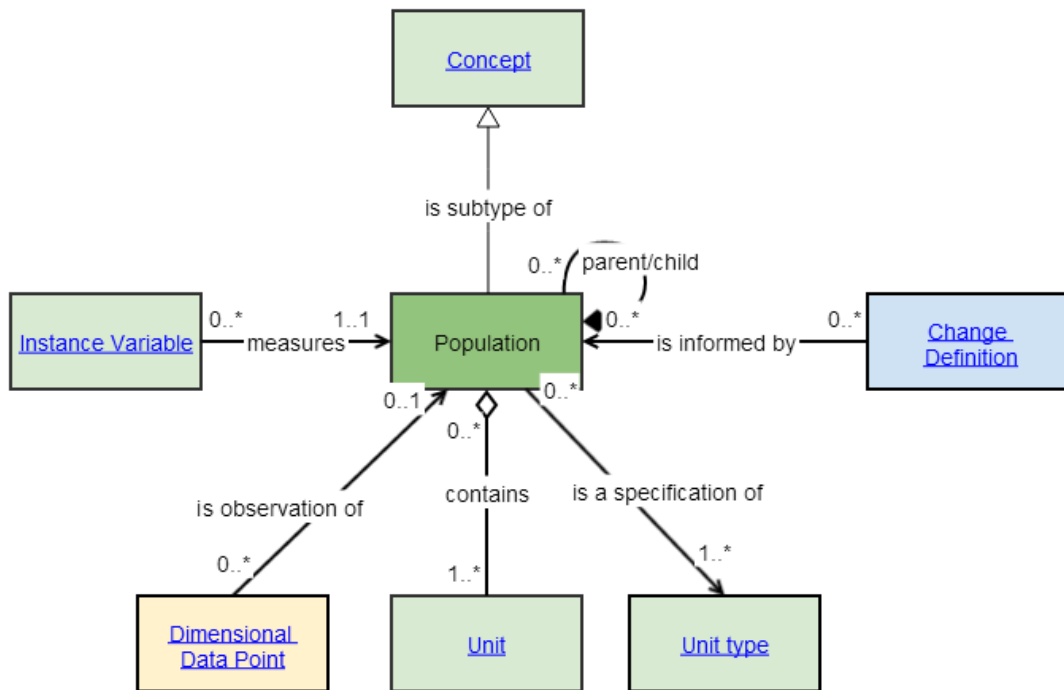 Concept
is subtype of
0..*
parent/child
0..*
1..1
0..*
0..*
Instance Variable
measures
Population
is informed by
Change
Definition
0..1
0..*
0..*
is observation of
contains
is a specification of
0..*
1..*
1..*
Dimensional
Data Point
Unit
Unit type